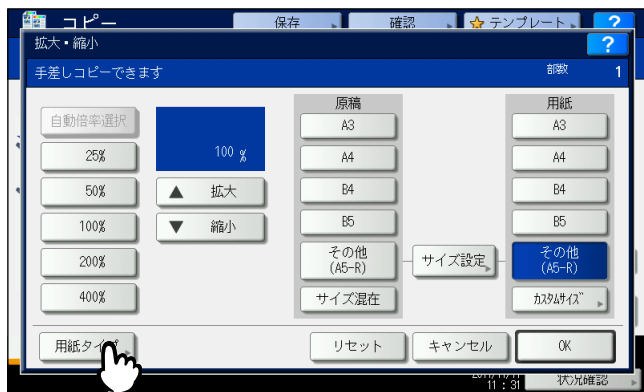 コピー 保存 確認 テンプレート ?
拡大・縮小 ?
手差しコピーできます 部数 1
原稿 用紙
自動倍率選択 A3 A3
25% 100 % A4 A4
50% ▲ 拡大 B4 B4
100% ▼ 縮小 B5 B5
200% その他 サイズ設定 その他
(A5-R) (A5-R)
400% サイズ混在 カスタムサイズ
用紙タイプ リセット キャンセル OK
11:31 状況確認